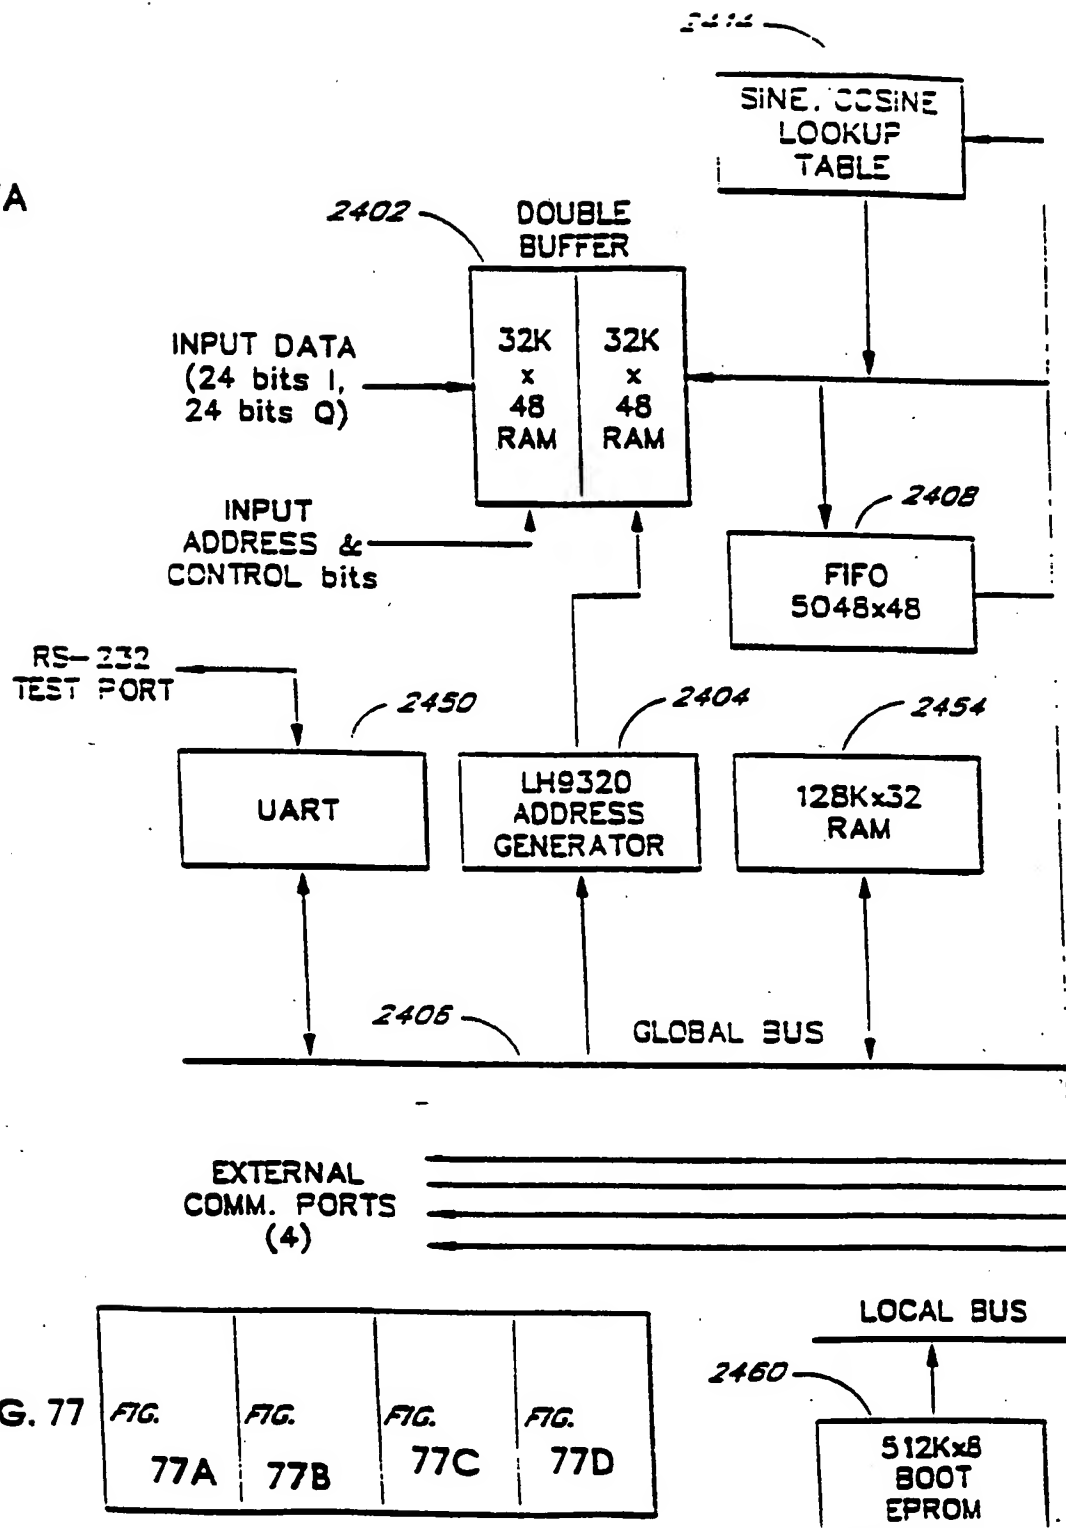 2414
SINE, COSINE
LOOKUP
TABLE
A
2402
DOUBLE
BUFFER
INPUT DATA
(24 bits I,
24 bits Q)
32K
x
48
RAM
32K
x
48
RAM
INPUT
ADDRESS &
CONTROL bits
2408
FIFO
5048x48
RS-232
TEST PORT
2450
2404
2454
UART
LH9320
ADDRESS
GENERATOR
128Kx32
RAM
2406
GLOBAL BUS
EXTERNAL
COMM. PORTS
(4)
LOCAL BUS
2460
512Kx8
BOOT
EPROM
G. 77
FIG.
77A
FIG.
77B
FIG.
77C
FIG.
77D